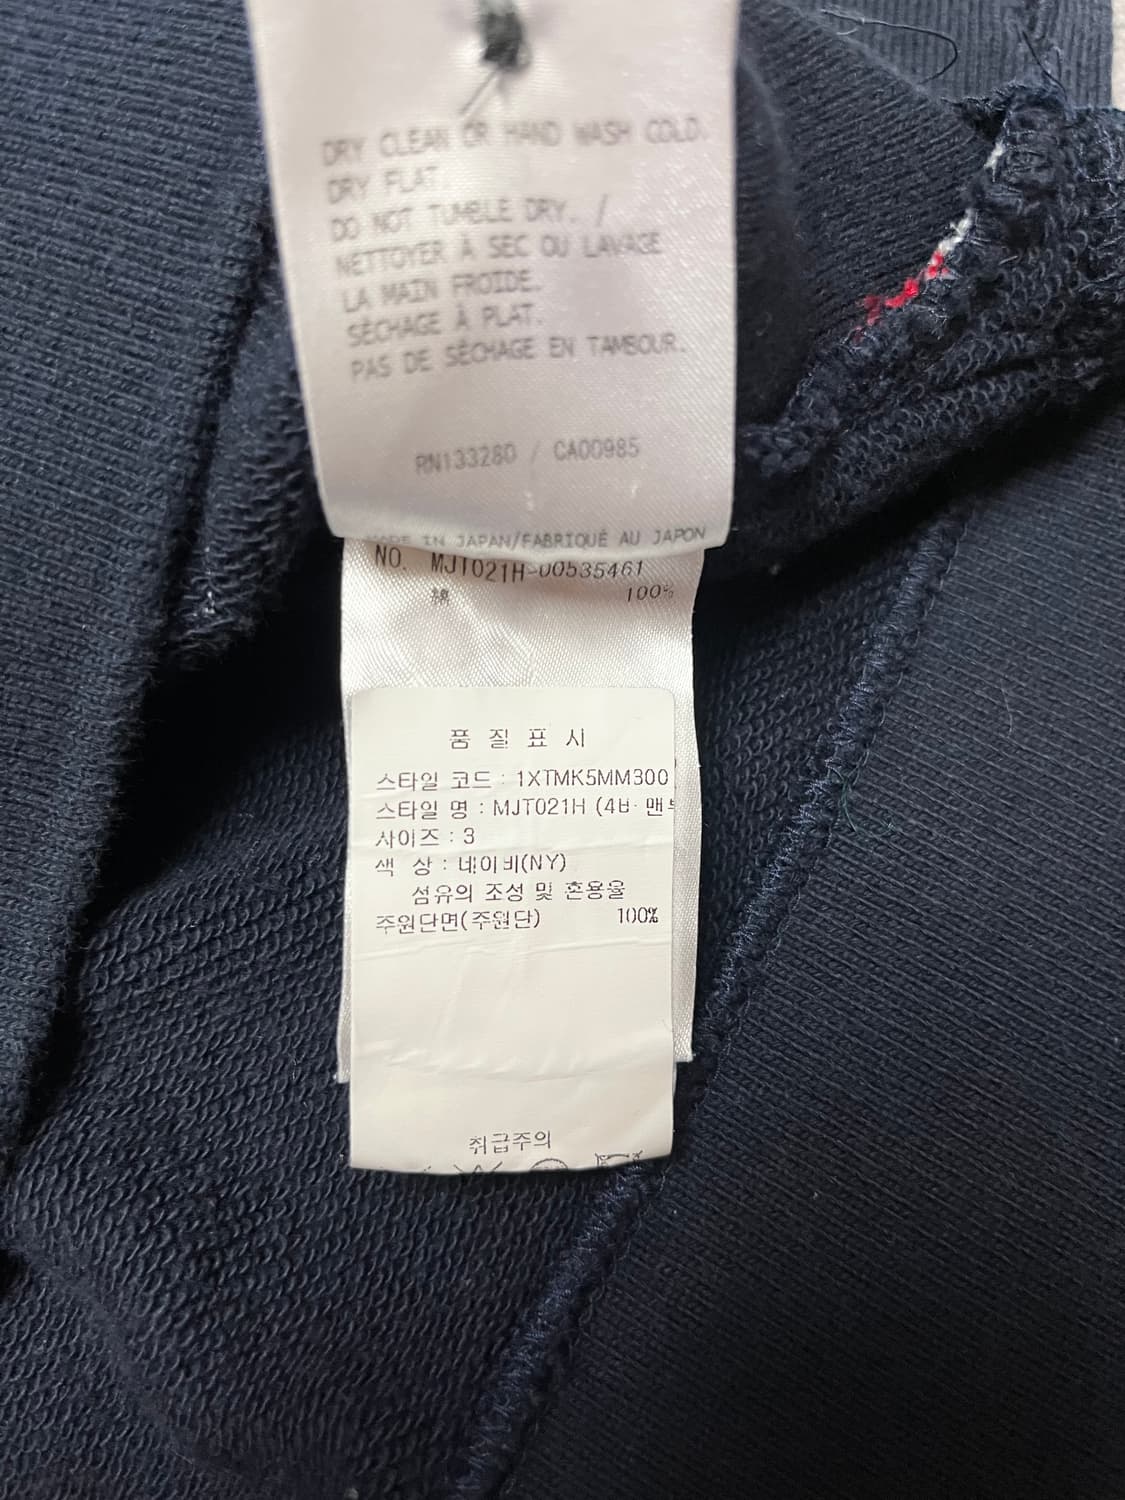 DRY CLEAN OR HAND WASH COLD.
DRY FLAT.
DO NOT TUMBLE DRY. /
NETTOYER À SEC OU LAVAGE
LA MAIN FROIDE.
SÉCHAGE À PLAT.
PAS DE SÉCHAGE EN TAMBOUR.
RN133280 / CA00985
MADE IN JAPAN/FABRIQUÉ AU JAPON
NO. MJT021H-00535461
綿 100%
품 질 표 시
스타일 코드 : 1XTMK5MM300
스타일 명 : MJT021H (4바 맨
사이즈 : 3
색 상 : 네이비(NY)
섬유의 조성 및 혼용율
주원단면(주원단) 100%
취급주의